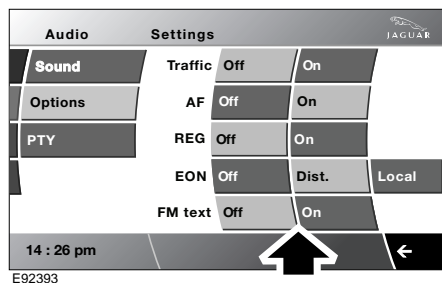 Audio Settings JAGUAR
Sound Traffic Off On
Options AF Off On
PTY REG Off On
EON Off Dist. Local
FM text Off On
14 : 26 pm
E92393